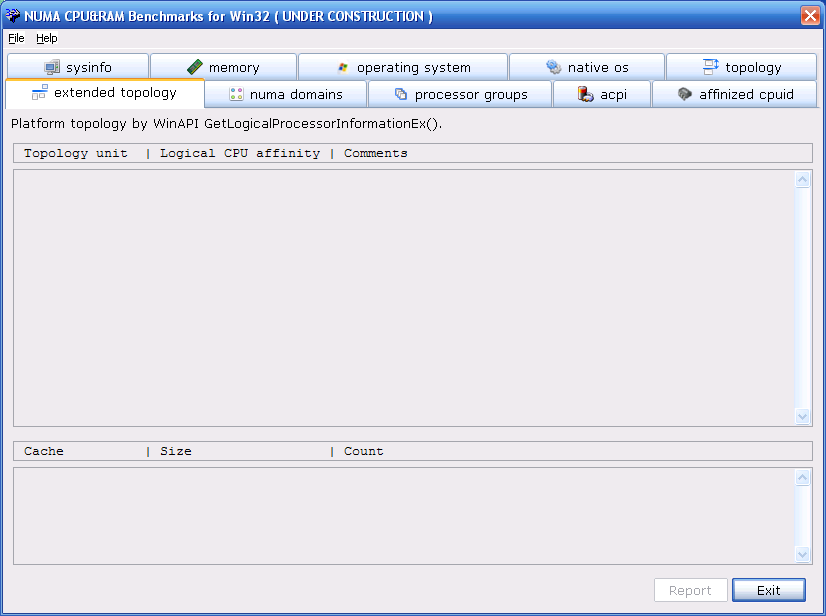 NUMA CPU&RAM Benchmarks for Win32 ( UNDER CONSTRUCTION )
File Help
sysinfo memory operating system native os topology
extended topology numa domains processor groups acpi affinized cpuid
Platform topology by WinAPI GetLogicalProcessorInformationEx().
Topology unit | Logical CPU affinity | Comments
Cache | Size | Count
Report Exit